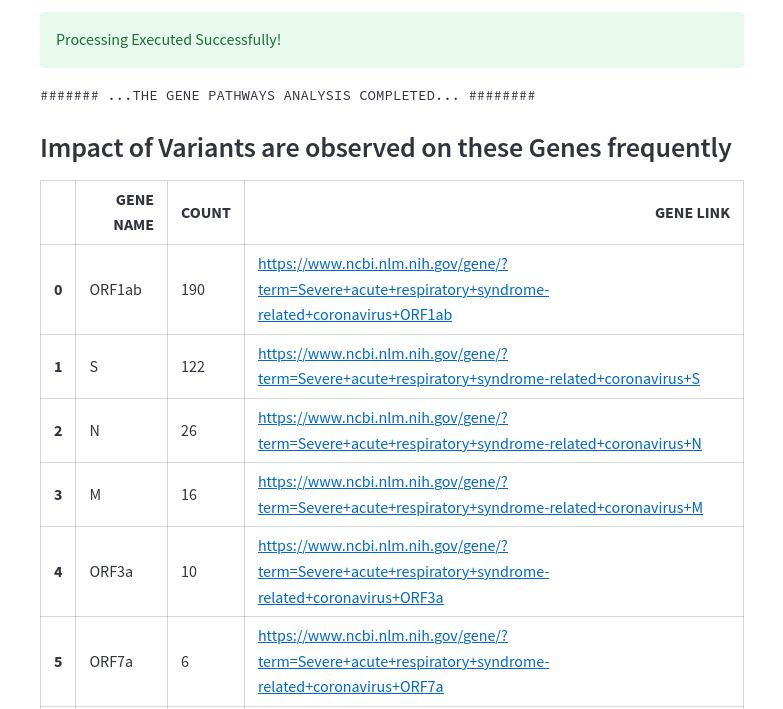 Processing Executed Successfully!
####### ...THE GENE PATHWAYS ANALYSIS COMPLETED... ########
Impact of Variants are observed on these Genes frequently
GENE NAME COUNT GENE LINK
0 ORF1ab 190 https://www.ncbi.nlm.nih.gov/gene/?
term=Severe+acute+respiratory+syndrome-
related+coronavirus+ORF1ab
1 S 122 https://www.ncbi.nlm.nih.gov/gene/?
term=Severe+acute+respiratory+syndrome-related+coronavirus+S
2 N 26 https://www.ncbi.nlm.nih.gov/gene/?
term=Severe+acute+respiratory+syndrome-related+coronavirus+N
3 M 16 https://www.ncbi.nlm.nih.gov/gene/?
term=Severe+acute+respiratory+syndrome-related+coronavirus+M
4 ORF3a 10 https://www.ncbi.nlm.nih.gov/gene/?
term=Severe+acute+respiratory+syndrome-
related+coronavirus+ORF3a
5 ORF7a 6 https://www.ncbi.nlm.nih.gov/gene/?
term=Severe+acute+respiratory+syndrome-
related+coronavirus+ORF7a